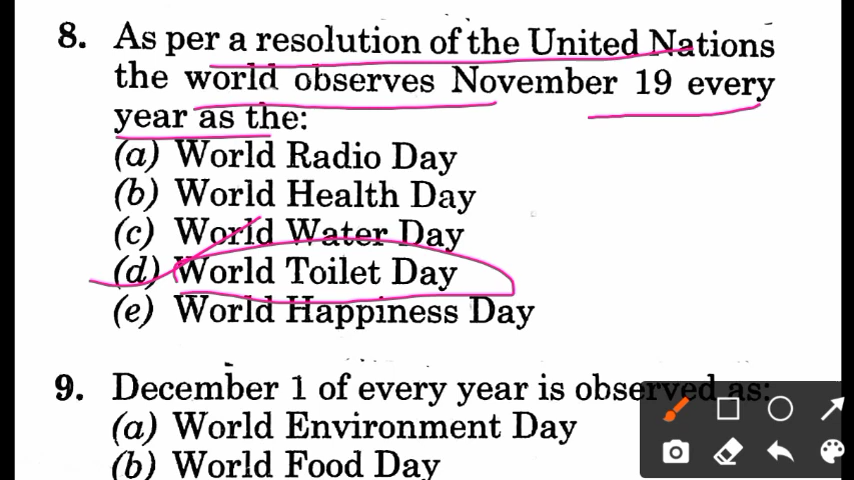 8. As per a resolution of the United Nations
the world observes November 19 every
year as the:
(a) World Radio Day
(b) World Health Day
(c) World Water Day
(d) World Toilet Day
(e) World Happiness Day
9. December 1 of every year is observed as:
(a) World Environment Day
(b) World Food Day